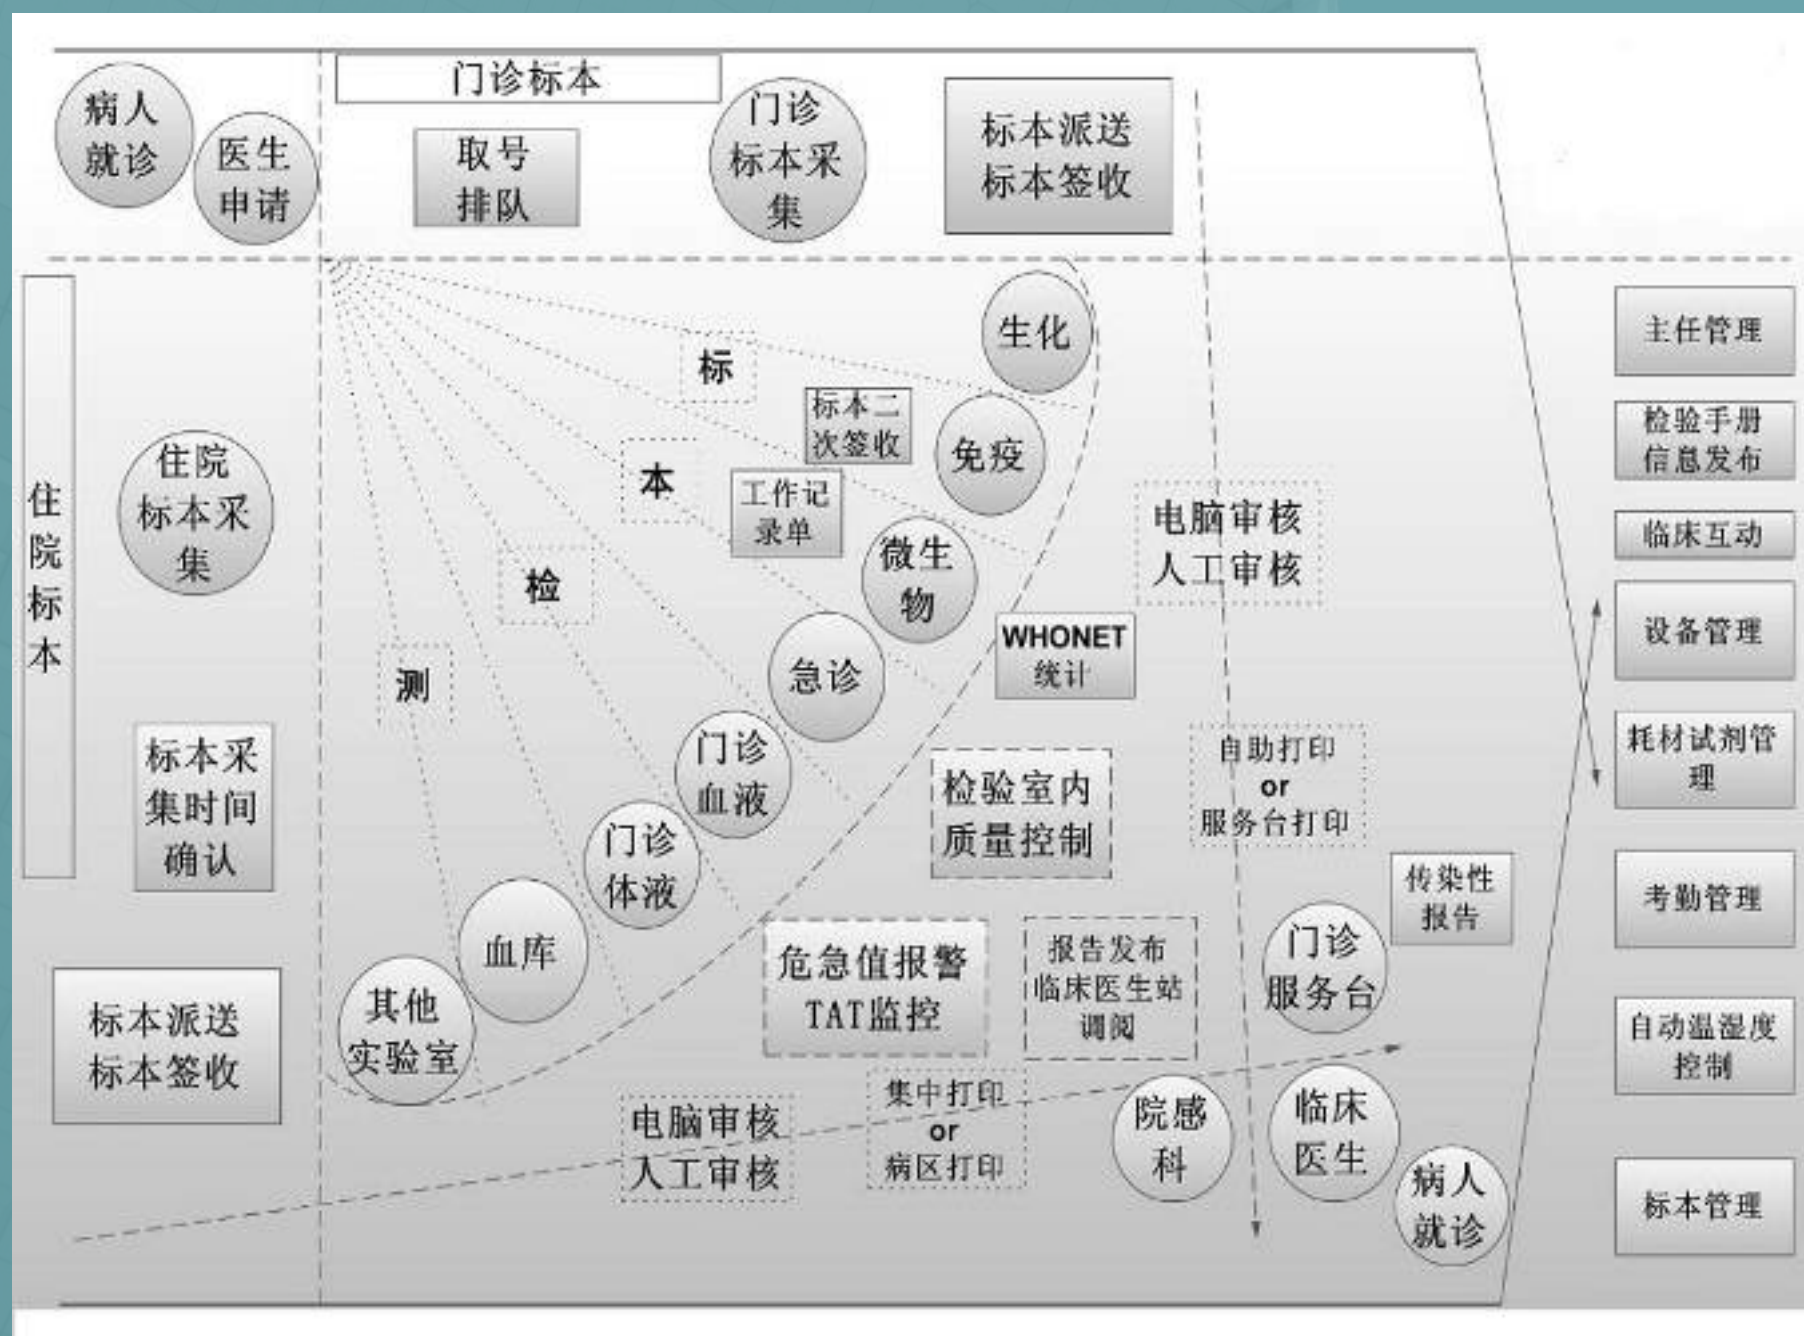 病人
就诊
医生
申请
门诊标本
取号
排队
门诊
标本采
集
标本派送
标本签收
住
院
标
本
住院
标本采
集
标本采
集时间
确认
标本派送
标本签收
标
本
检
测
标本二
次签收
工作记
录单
生化
免疫
微生
物
急诊
门诊
血液
门诊
体液
血库
其他
实验室
WHONET
统计
电脑审核
人工审核
检验室内
质量控制
自助打印
or
服务台打印
危急值报警
TAT监控
报告发布
临床医生站
调阅
门诊
服务台
传染性
报告
电脑审核
人工审核
集中打印
or
病区打印
院感
科
临床
医生
病人
就诊
主任管理
检验手册
信息发布
临床互动
设备管理
耗材试剂管
理
考勤管理
自动温湿度
控制
标本管理